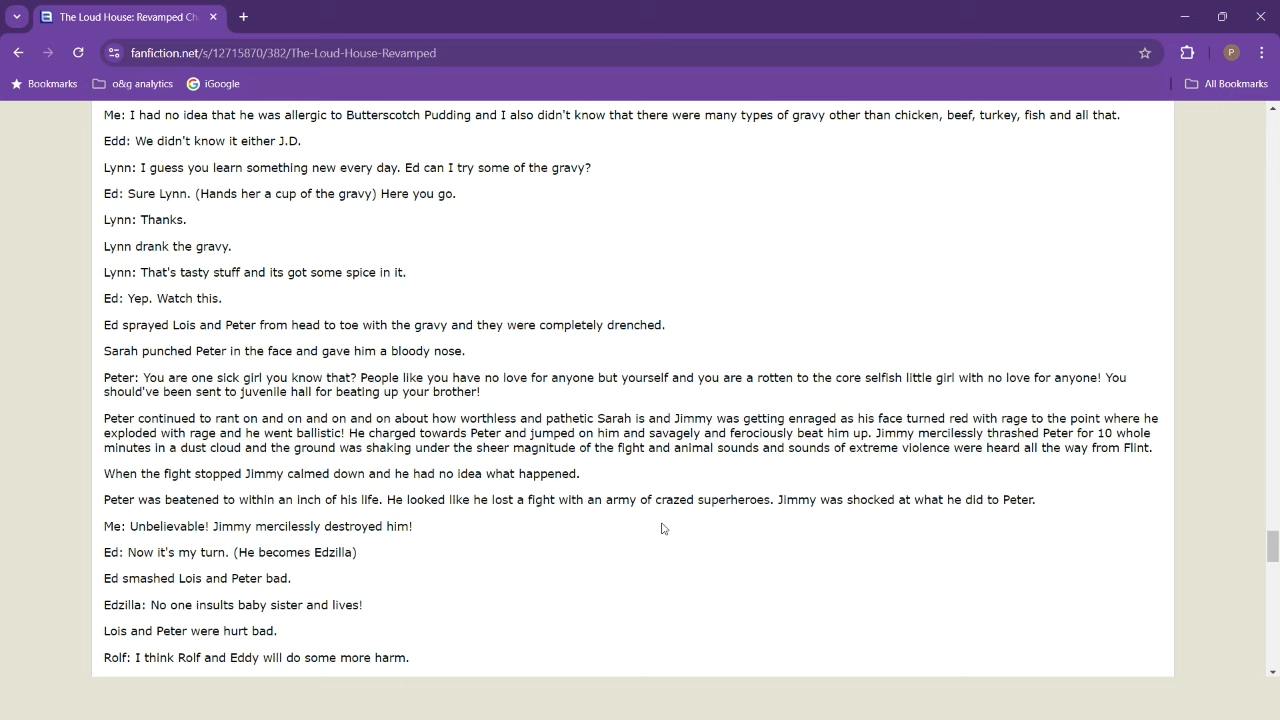 The Loud House: Revamped Ch
fanfiction.net/s/12715870/382/The-Loud-House-Revamped
P
Bookmarks
o&g analytics
iGoogle
All Bookmarks
Me: I had no idea that he was allergic to Butterscotch Pudding and I also didn't know that there were many types of gravy other than chicken, beef, turkey, fish and all that.
Edd: We didn't know it either J.D.
Lynn: I guess you learn something new every day. Ed can I try some of the gravy?
Ed: Sure Lynn. (Hands her a cup of the gravy) Here you go.
Lynn: Thanks.
Lynn drank the gravy.
Lynn: That's tasty stuff and its got some spice in it.
Ed: Yep. Watch this.
Ed sprayed Lois and Peter from head to toe with the gravy and they were completely drenched.
Sarah punched Peter in the face and gave him a bloody nose.
Peter: You are one sick girl you know that? People like you have no love for anyone but yourself and you are a rotten to the core selfish little girl with no love for anyone! You
should've been sent to juvenile hall for beating up your brother!
Peter continued to rant on and on and on and on about how worthless and pathetic Sarah is and Jimmy was getting enraged as his face turned red with rage to the point where he
exploded with rage and he went ballistic! He charged towards Peter and jumped on him and savagely and ferociously beat him up. Jimmy mercilessly thrashed Peter for 10 whole
minutes in a dust cloud and the ground was shaking under the sheer magnitude of the fight and animal sounds and sounds of extreme violence were heard all the way from Flint.
When the fight stopped Jimmy calmed down and he had no idea what happened.
Peter was beatened to within an inch of his life. He looked like he lost a fight with an army of crazed superheroes. Jimmy was shocked at what he did to Peter.
Me: Unbelievable! Jimmy mercilessly destroyed him!
Ed: Now it's my turn. (He becomes Edzilla)
Ed smashed Lois and Peter bad.
Edzilla: No one insults baby sister and lives!
Lois and Peter were hurt bad.
Rolf: I think Rolf and Eddy will do some more harm.